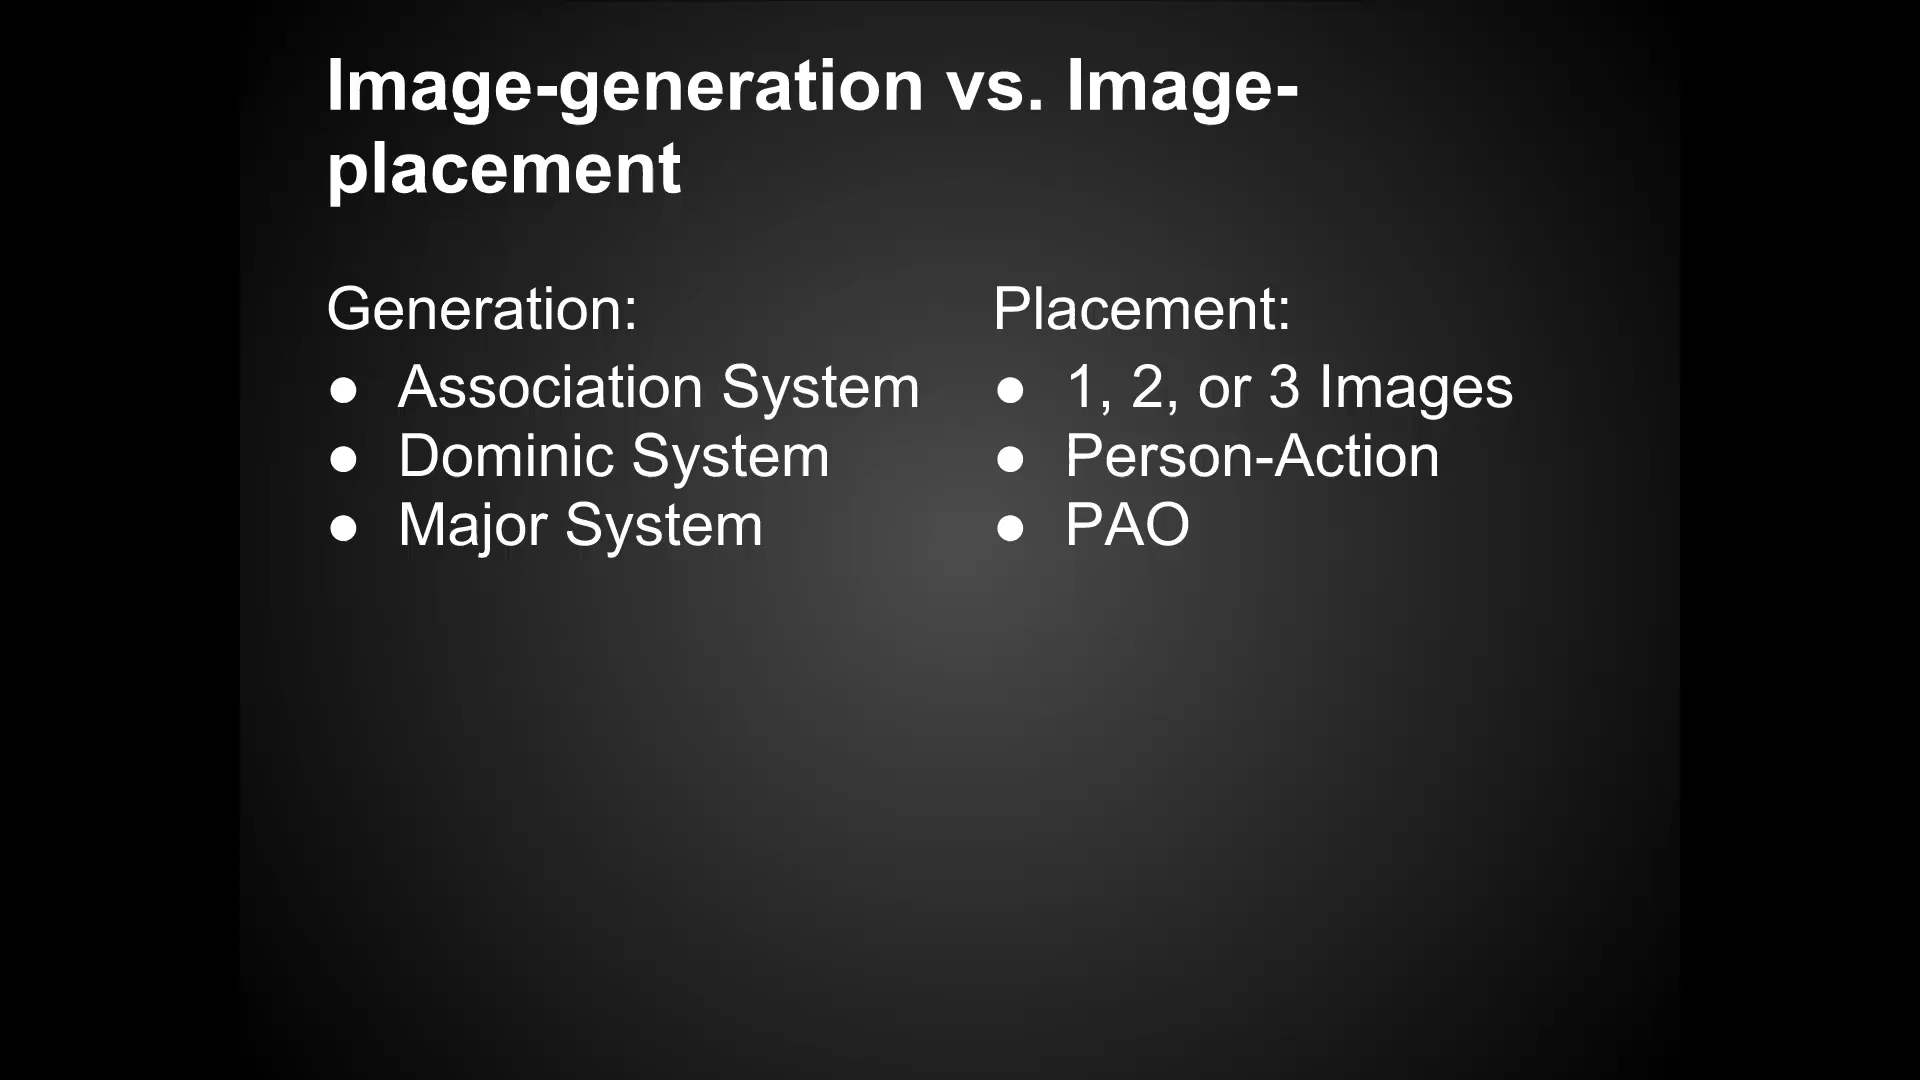 Image-generation vs. Image-
placement
Generation:
● Association System
● Dominic System
● Major System
Placement:
● 1, 2, or 3 Images
● Person-Action
● PAO